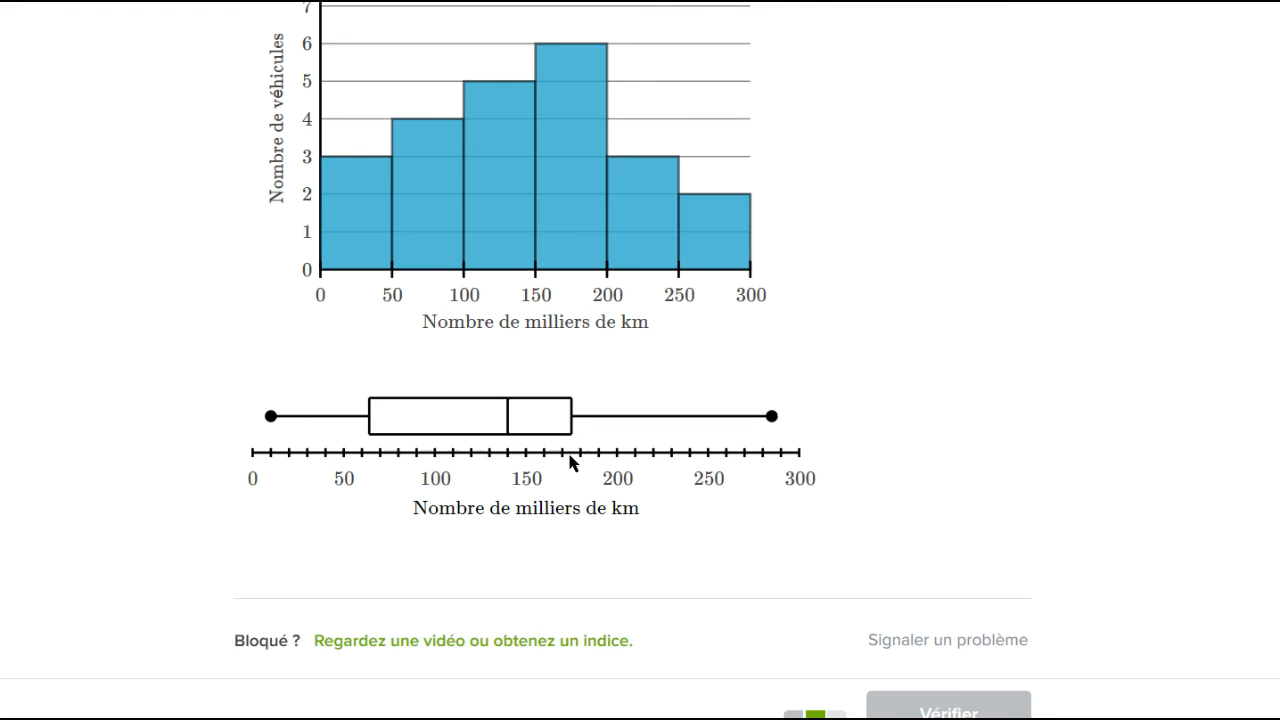 7
6
5
4
3
2
1
0
Nombre de véhicules
0 50 100 150 200 250 300
Nombre de milliers de km
0 50 100 150 200 250 300
Nombre de milliers de km
Bloqué ? Regardez une vidéo ou obtenez un indice. Signaler un problème
Vérifier